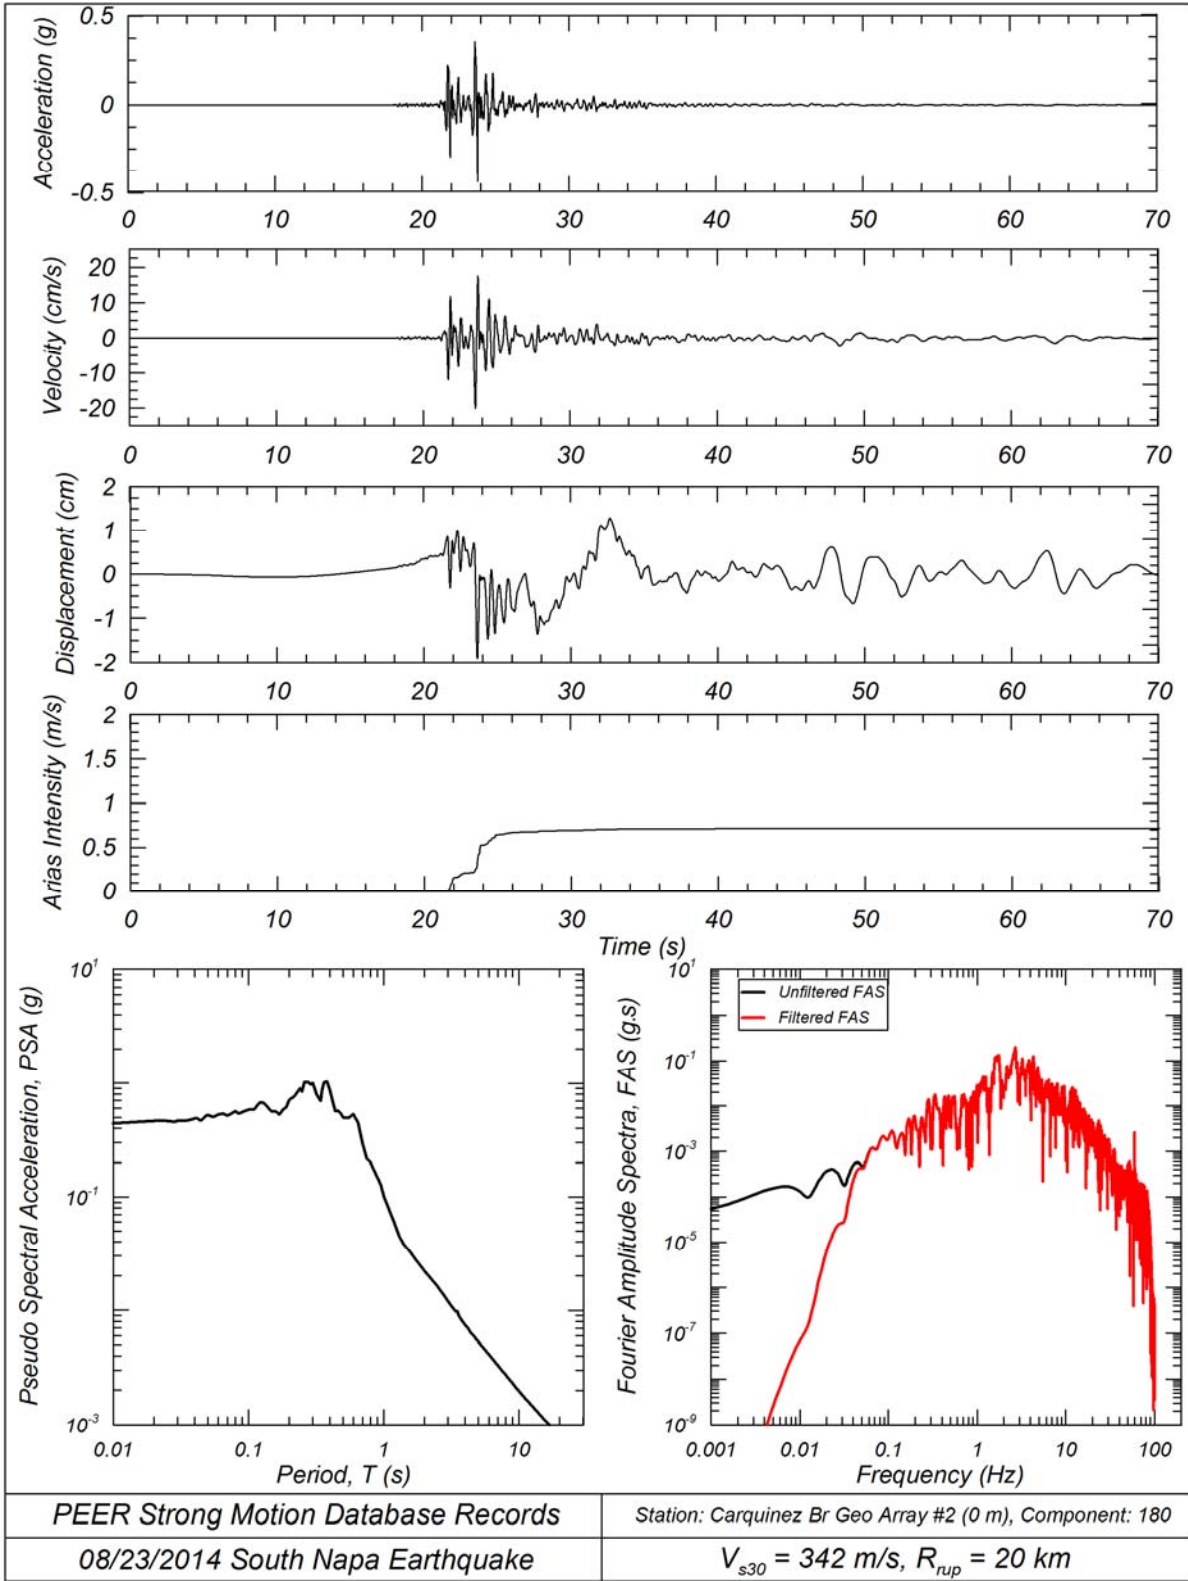 Acceleration (g)
0.5
0
-0.5
0 10 20 30 40 50 60 70
Velocity (cm/s)
20
10
0
-10
-20
0 10 20 30 40 50 60 70
Displacement (cm)
2
1
0
-1
-2
0 10 20 30 40 50 60 70
Arias Intensity (m/s)
2
1.5
1
0.5
0
0 10 20 30 40 50 60 70
Time (s)
Pseudo Spectral Acceleration, PSA (g)
10¹
10⁻¹
10⁻³
0.01 0.1 1 10
Period, T (s)
Fourier Amplitude Spectra, FAS (g.s)
10¹
10⁻¹
10⁻³
10⁻⁵
10⁻⁷
10⁻⁹
Unfiltered FAS
Filtered FAS
0.001 0.01 0.1 1 10 100
Frequency (Hz)
PEER Strong Motion Database Records
Station: Carquinez Br Geo Array #2 (0 m), Component: 180
08/23/2014 South Napa Earthquake
Vs30 = 342 m/s, Rrup = 20 km